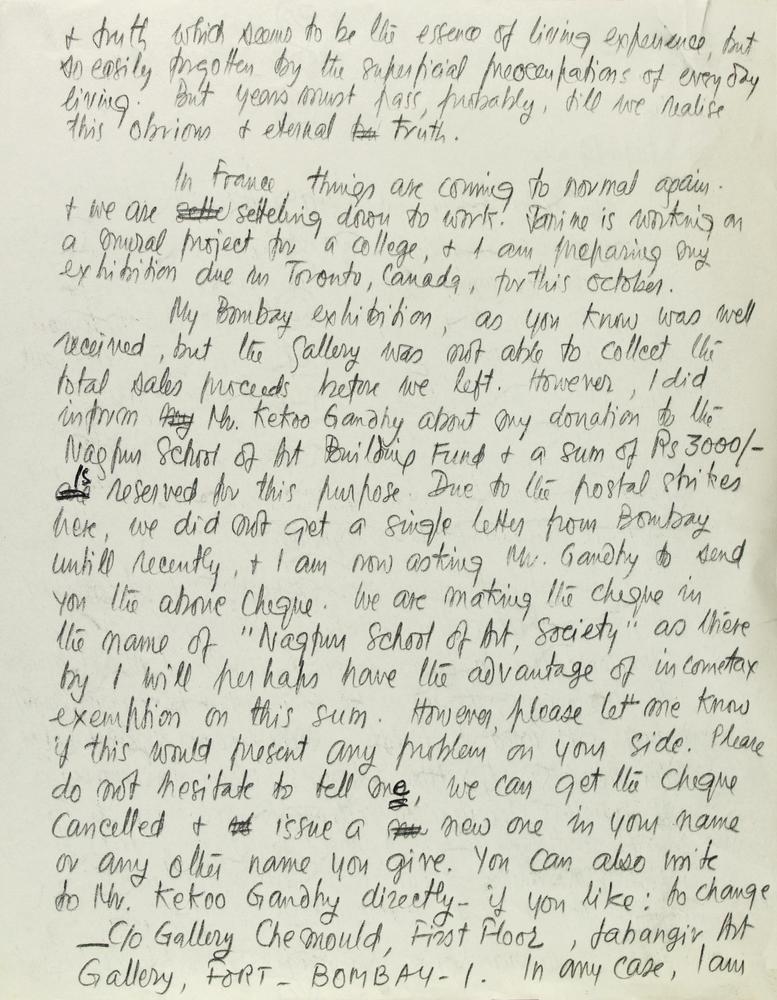 & truth which seems to be the essence of living experience, but
so easily forgotten by the superficial preoccupations of everyday
living. But years must pass, probably, till we realise
this obvious & eternal truth.
In France, things are coming to normal again.
& we are setteling down to work. Janine is working on
a mural project for a college, & I am preparing my
exhibition due in Toronto, Canada, for this october.
My Bombay exhibition, as you know was well
received, but the Gallery was not able to collect the
total sales proceeds before we left. However, I did
inform Mr. Kekoo Gandhy about my donation to the
Nagpur School of Art Building Fund & a sum of Rs 3000/-
is reserved for this purpose. Due to the postal strikes
here, we did not get a single letter from Bombay
untill recently, & I am now asking Mr. Gandhy to send
you the above cheque. We are making the cheque in
the name of "Nagpur School of Art, Society" as there
by I will perhaps have the advantage of incometax
exemption on this sum. However, please let me know
if this would present any problem on your side. Please
do not hesitate to tell me, we can get the cheque
cancelled & issue a new one in your name
or any other name you give. You can also write
to Mr. Kekoo Gandhy directly - if you like: to change
_ C/o Gallery Chemould, First Floor, Jahangir Art
Gallery, FORT - BOMBAY - 1. In any case, I am